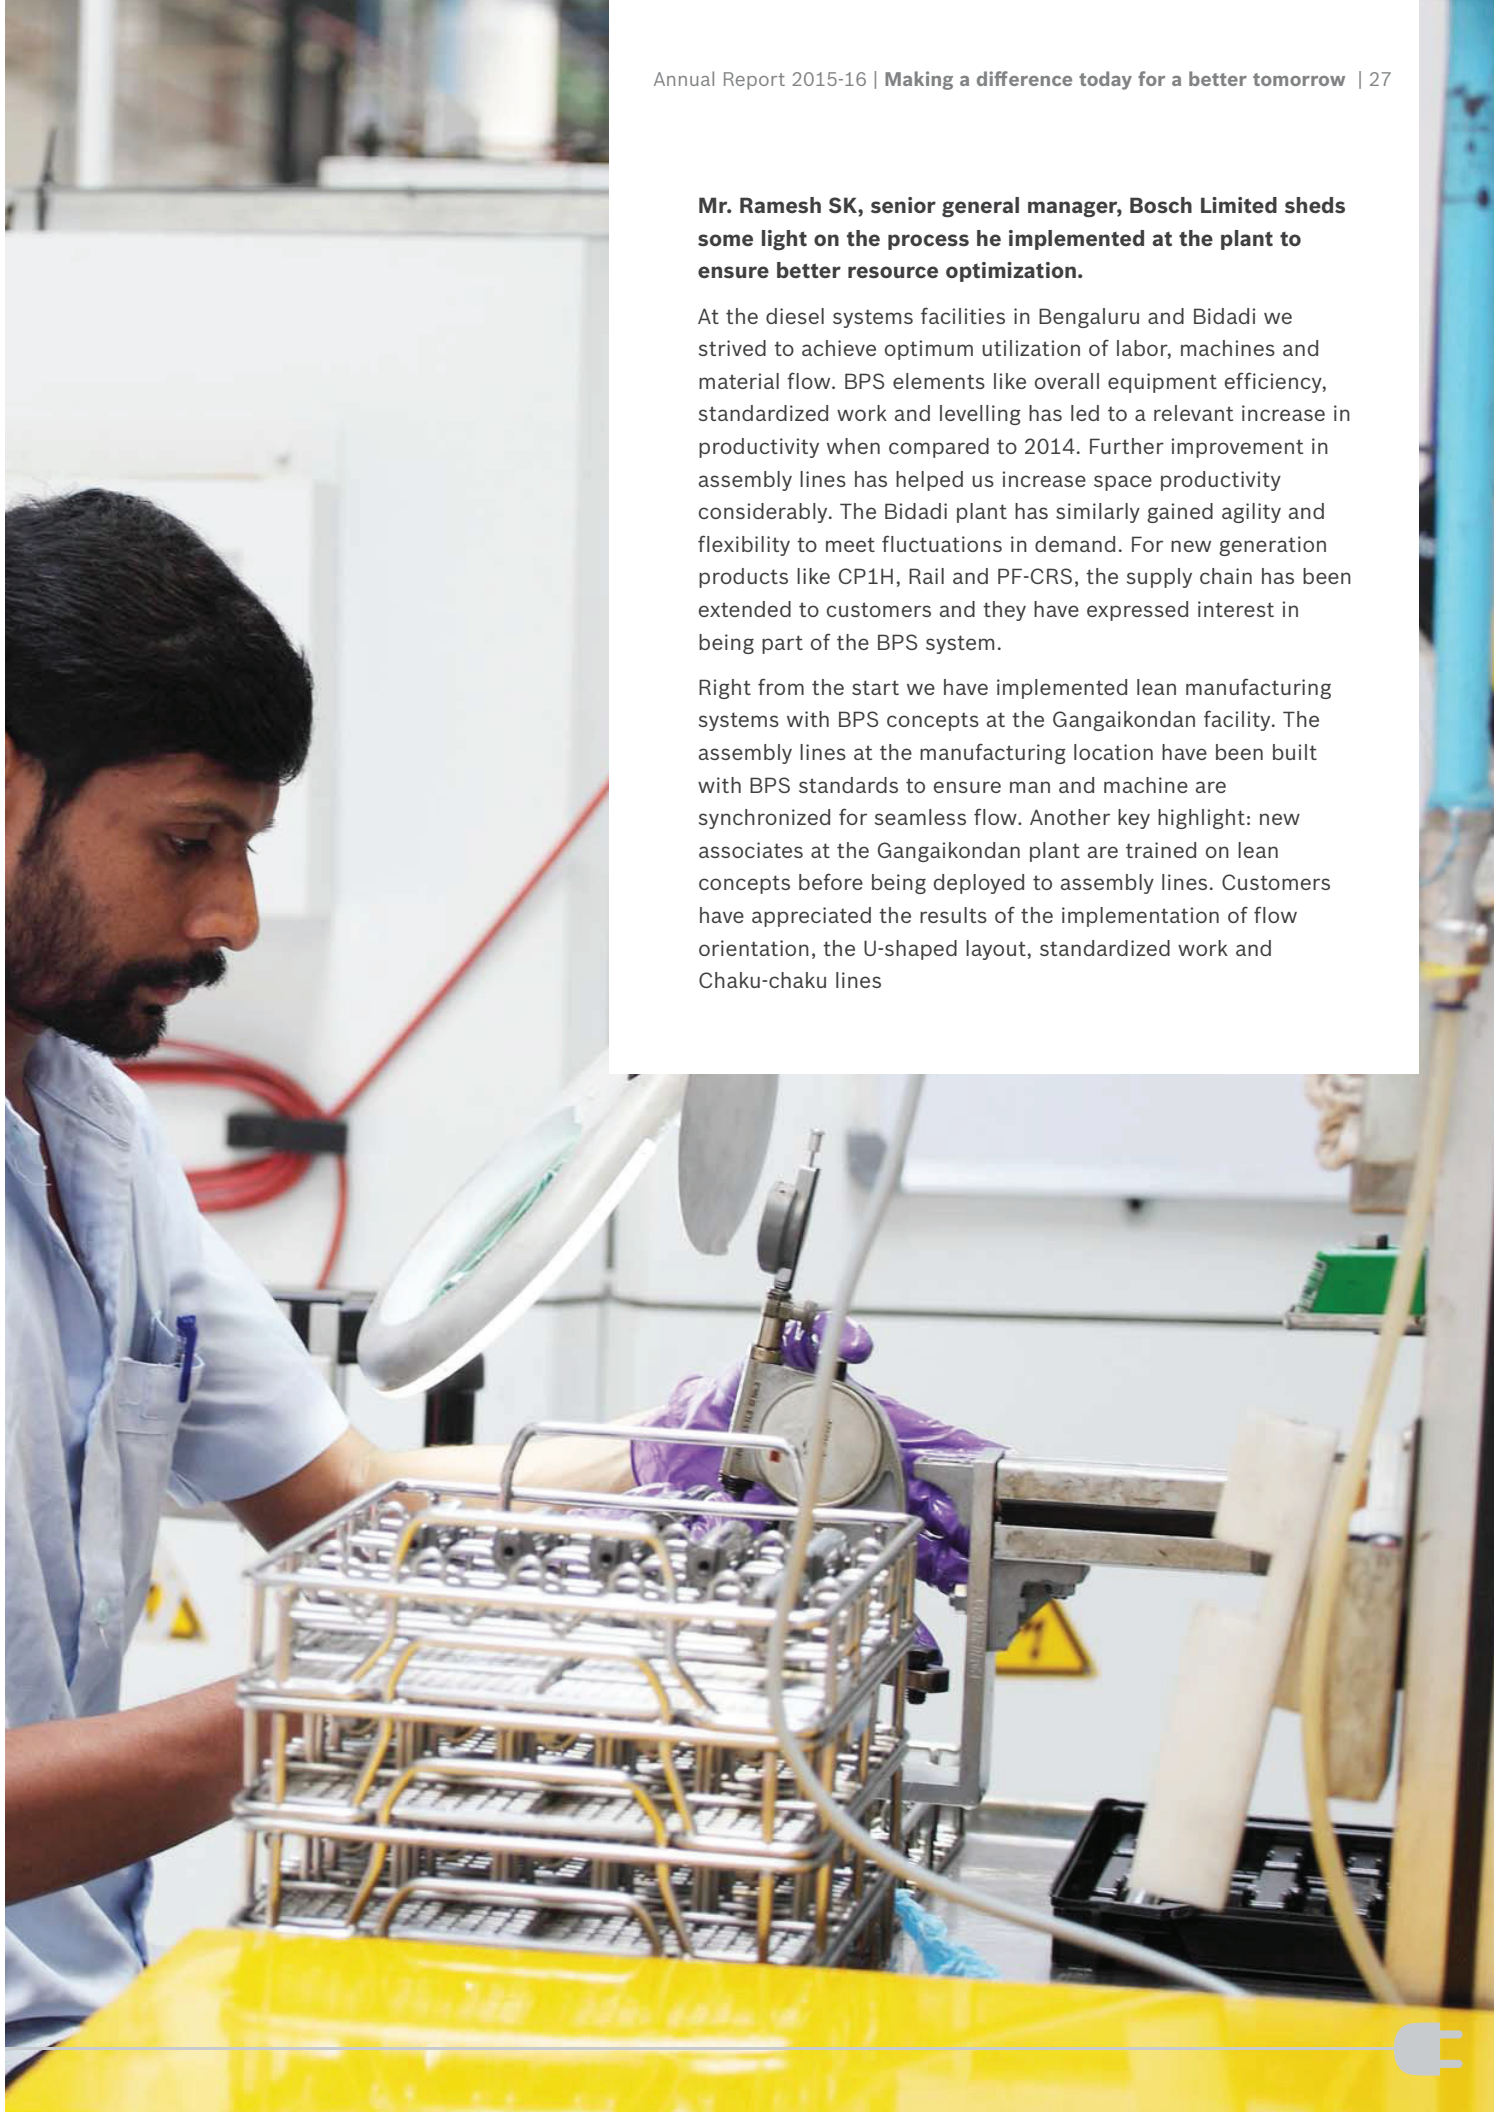 Annual Report 2015-16 | Making a difference today for a better tomorrow | 27
Mr. Ramesh SK, senior general manager, Bosch Limited sheds
some light on the process he implemented at the plant to
ensure better resource optimization.
At the diesel systems facilities in Bengaluru and Bidadi we
strived to achieve optimum utilization of labor, machines and
material flow. BPS elements like overall equipment efficiency,
standardized work and levelling has led to a relevant increase in
productivity when compared to 2014. Further improvement in
assembly lines has helped us increase space productivity
considerably. The Bidadi plant has similarly gained agility and
flexibility to meet fluctuations in demand. For new generation
products like CP1H, Rail and PF-CRS, the supply chain has been
extended to customers and they have expressed interest in
being part of the BPS system.
Right from the start we have implemented lean manufacturing
systems with BPS concepts at the Gangaikondan facility. The
assembly lines at the manufacturing location have been built
with BPS standards to ensure man and machine are
synchronized for seamless flow. Another key highlight: new
associates at the Gangaikondan plant are trained on lean
concepts before being deployed to assembly lines. Customers
have appreciated the results of the implementation of flow
orientation, the U-shaped layout, standardized work and
Chaku-chaku lines